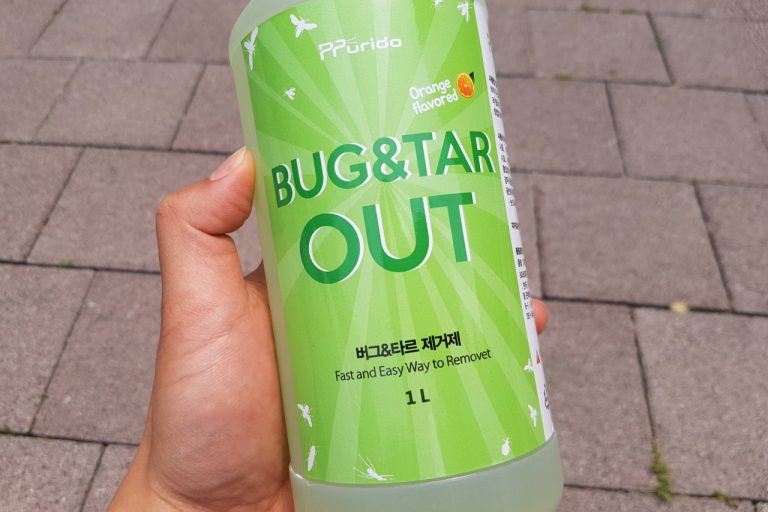 PPurido
Orange
flavored
BUG&TAR
OUT
버그&타르 제거제
Fast and Easy Way to Removet
1 L